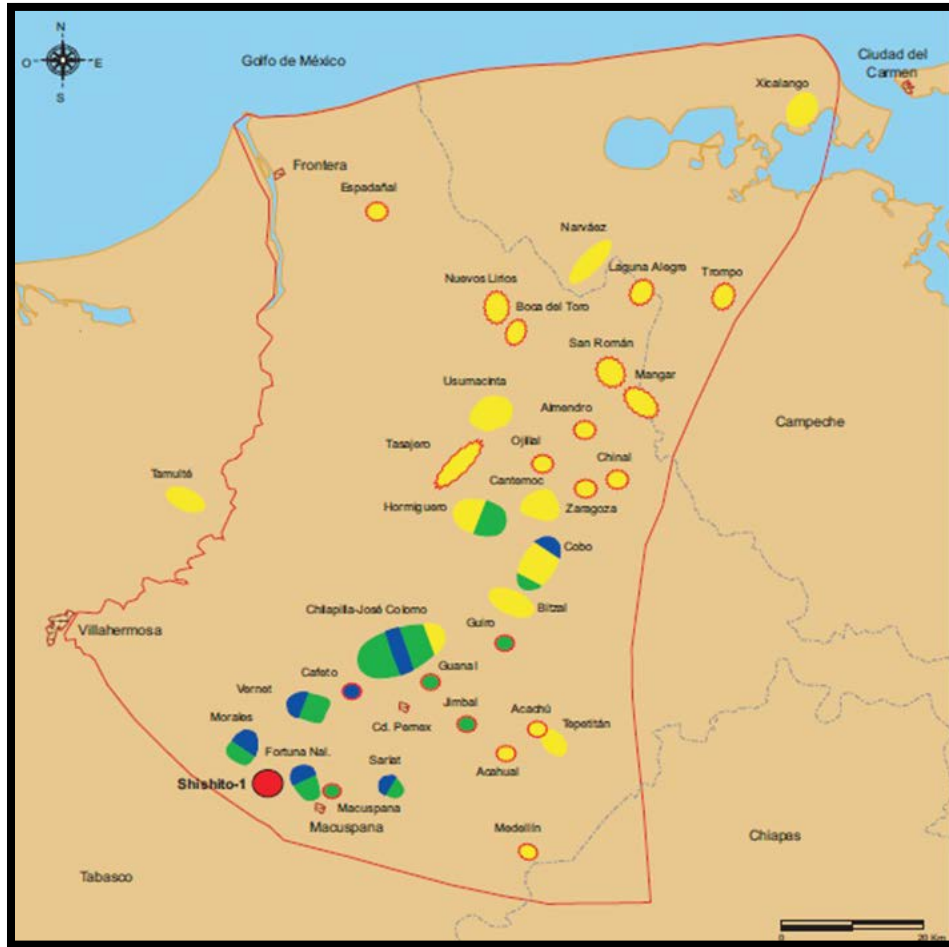 N
O E
S
Golfo de México
Ciudad del
Carmen
Xicalango
Frontera
Espadañal
Narváez
Laguna Alegre
Trompo
Nuevos Lirios
Boca del Toro
San Román
Mangar
Usumacinta
Almendro
Campeche
Tasajero
Ojillal
Chinal
Tamulté
Cantemoc
Hormiguero
Zaragoza
Cobo
Bitzal
Chilapilla-José Colomo
Guiro
Villahermosa
Guanal
Cafeto
Vernet
Jimbal
Acachú
Tepetitán
Morales
Cd. Pemex
Fortuna Nal.
Sarlat
Acahual
Shishito-1
Macuspana
Macuspana
Medellín
Chiapas
Tabasco
0 20 Km